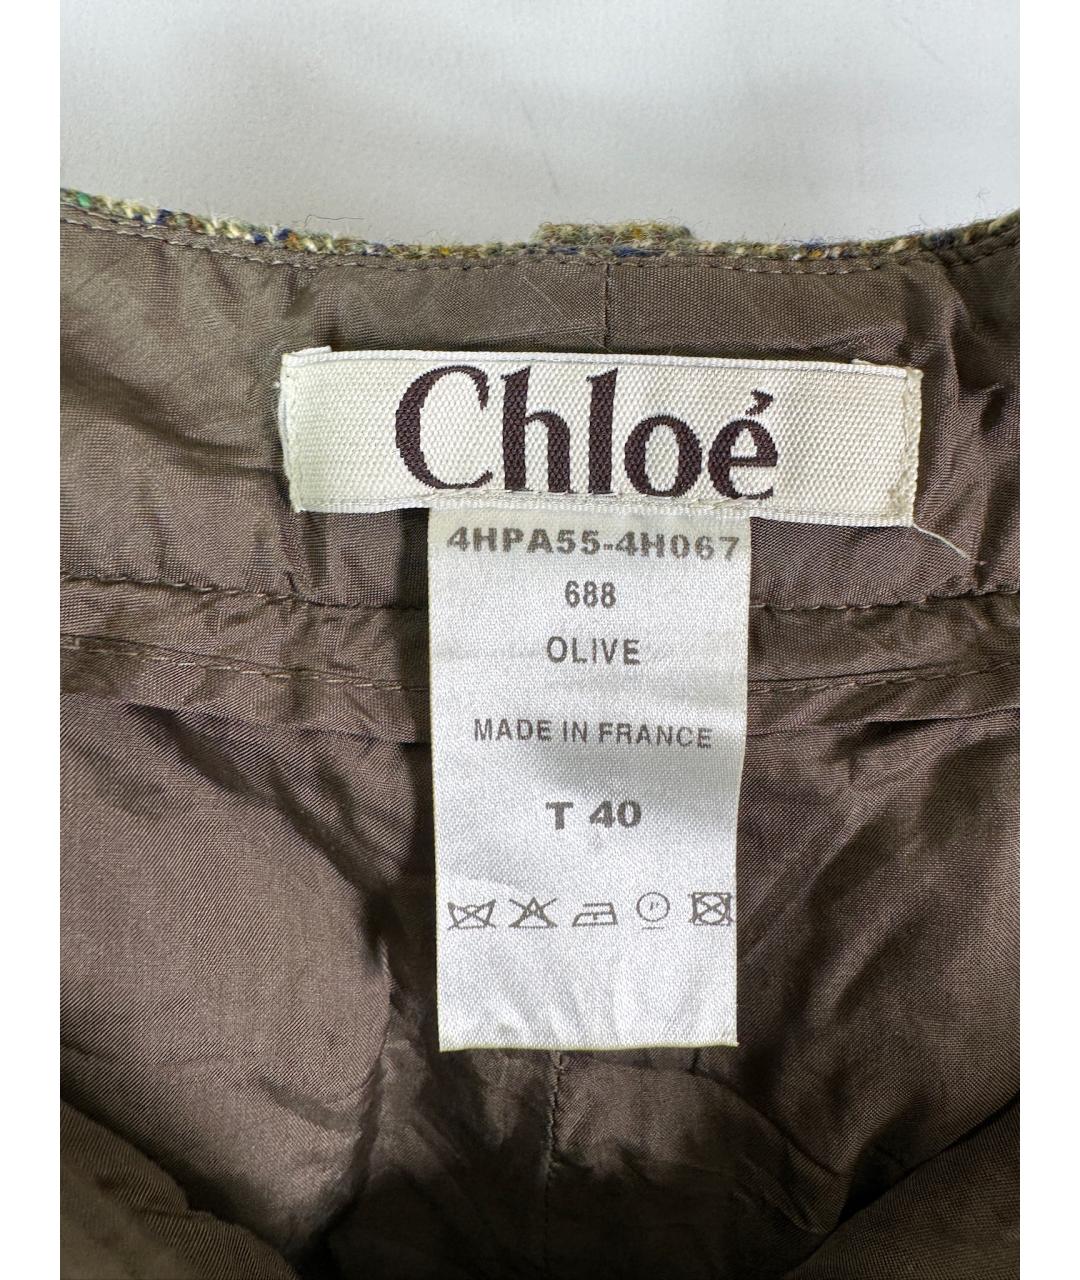 Chloé
4HPA55-4H067
688
OLIVE
MADE IN FRANCE
T 40
P